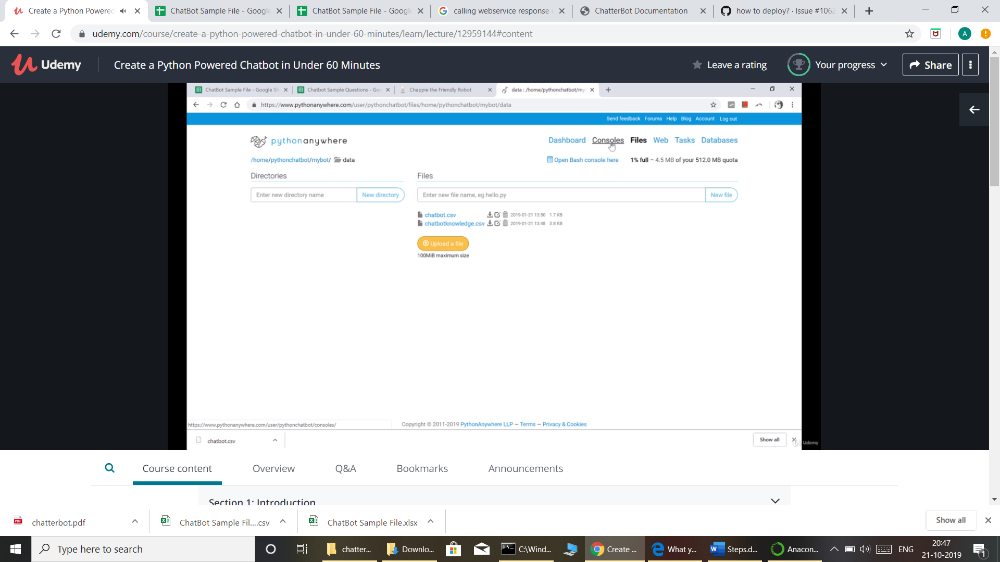 Create a Python Powered
ChatBot Sample File - Google
ChatBot Sample File - Google
calling webservice response
ChatterBot Documentation
how to deploy? · Issue #1062
udemy.com/course/create-a-python-powered-chatbot-in-under-60-minutes/learn/lecture/12959144#content
A
Udemy
Create a Python Powered Chatbot in Under 60 Minutes
Leave a rating
Your progress
Share
ChatBot Sample File - Google Sh
Chatbot Sample Questions - Goo
Chappie the Friendly Robot
data : /home/pythonchatbot/my
https://www.pythonanywhere.com/user/pythonchatbot/files/home/pythonchatbot/mybot/data
Send feedback Forums Help Blog Account Log out
pythonanywhere
Dashboard Consoles Files Web Tasks Databases
/home/pythonchatbot/mybot/ data
Open Bash console here 1% full – 4.5 MB of your 512.0 MB quota
Directories
Files
Enter new directory name New directory
Enter new file name, eg hello.py New file
chatbot.csv 2019-01-21 13:50 1.7 KB
chatbotknowledge.csv 2019-01-21 13:48 3.8 KB
Upload a file
100MiB maximum size
https://www.pythonanywhere.com/user/pythonchatbot/consoles/
Copyright © 2011-2019 PythonAnywhere LLP — Terms — Privacy & Cookies
chatbot.csv
Show all
Udemy
Course content Overview Q&A Bookmarks Announcements
Section 1: Introduction
PDF chatterbot.pdf
ChatBot Sample Fil....csv
ChatBot Sample File.xlsx
Show all
Type here to search
chatter...
Downlo...
C:\Wind...
Create ...
What y...
Steps.d...
Anacon...
ENG
20:47
21-10-2019
1